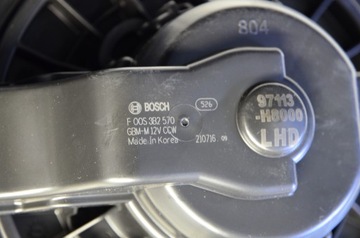 804
BOSCH 526
F 00S 3B2 570
GBM-M 12V CCW
Made in Korea 210716
97113
-H8000
LHD